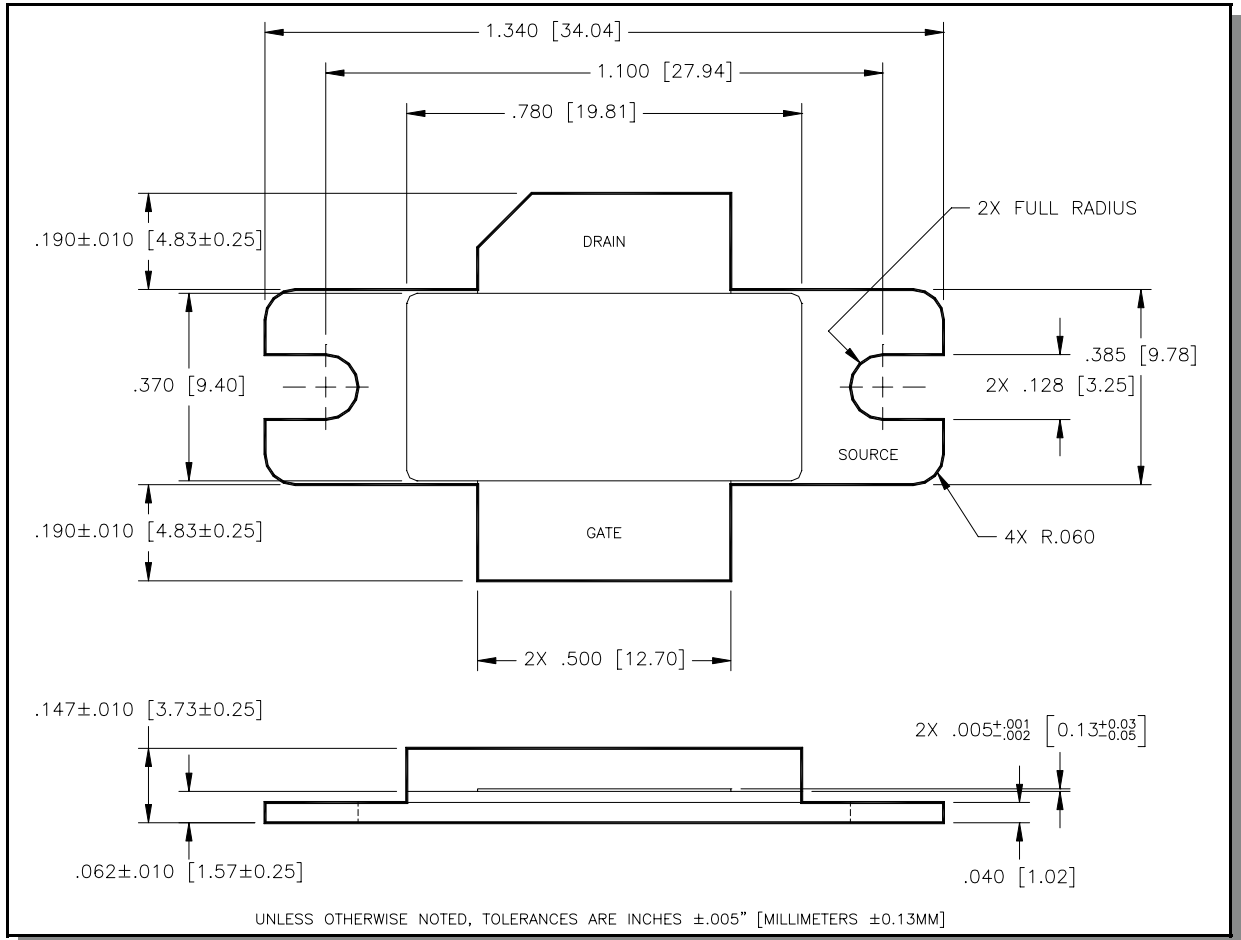 1.340 [34.04]
1.100 [27.94]
.780 [19.81]
2X FULL RADIUS
.190±.010 [4.83±0.25]
DRAIN
.385 [9.78]
.370 [9.40]
2X .128 [3.25]
SOURCE
.190±.010 [4.83±0.25]
GATE
4X R.060
2X .500 [12.70]
.147±.010 [3.73±0.25]
2X .005+.001 -.002 [0.13+0.03 -0.05]
.062±.010 [1.57±0.25]
.040 [1.02]
UNLESS OTHERWISE NOTED, TOLERANCES ARE INCHES ±.005" [MILLIMETERS ±0.13MM]